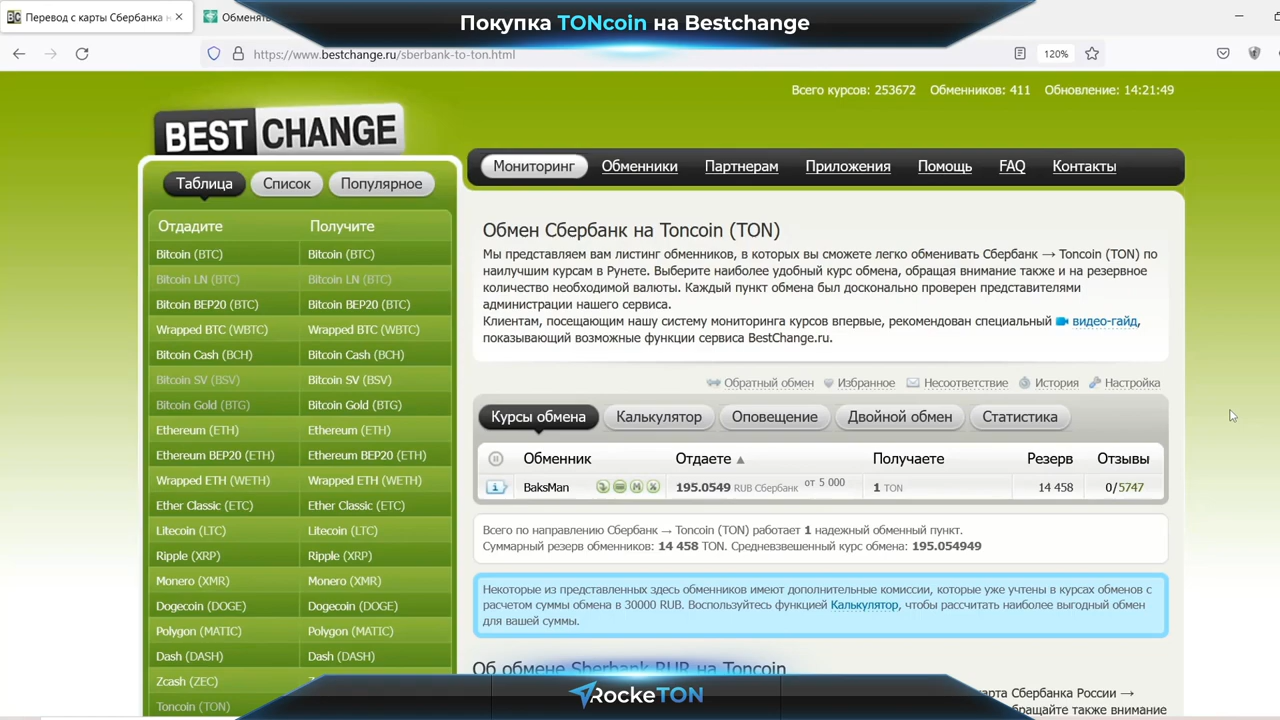 Покупка TONcoin на Bestchange
Перевод с карты Сбербанка н
Обменять
https://www.bestchange.ru/sberbank-to-ton.html
120%
Всего курсов: 253672 Обменников: 411 Обновление: 14:21:49
BESTCHANGE
Мониторинг Обменники Партнерам Приложения Помощь FAQ Контакты
Таблица Список Популярное
Отдадите Получите
Bitcoin (BTC) Bitcoin (BTC)
Bitcoin LN (BTC) Bitcoin LN (BTC)
Bitcoin BEP20 (BTC) Bitcoin BEP20 (BTC)
Wrapped BTC (WBTC) Wrapped BTC (WBTC)
Bitcoin Cash (BCH) Bitcoin Cash (BCH)
Bitcoin SV (BSV) Bitcoin SV (BSV)
Bitcoin Gold (BTG) Bitcoin Gold (BTG)
Ethereum (ETH) Ethereum (ETH)
Ethereum BEP20 (ETH) Ethereum BEP20 (ETH)
Wrapped ETH (WETH) Wrapped ETH (WETH)
Ether Classic (ETC) Ether Classic (ETC)
Litecoin (LTC) Litecoin (LTC)
Ripple (XRP) Ripple (XRP)
Monero (XMR) Monero (XMR)
Dogecoin (DOGE) Dogecoin (DOGE)
Polygon (MATIC) Polygon (MATIC)
Dash (DASH) Dash (DASH)
Zcash (ZEC)
Toncoin (TON)
Обмен Сбербанк на Toncoin (TON)
Мы представляем вам листинг обменников, в которых вы сможете легко обменивать Сбербанк → Toncoin (TON) по
наилучшим курсам в Рунете. Выберите наиболее удобный курс обмена, обращая внимание также и на резервное
количество необходимой валюты. Каждый пункт обмена был досконально проверен представителями
администрации нашего сервиса.
Клиентам, посещающим нашу систему мониторинга курсов впервые, рекомендован специальный видео-гайд,
показывающий возможные функции сервиса BestChange.ru.
Обратный обмен Избранное Несоответствие История Настройка
Курсы обмена Калькулятор Оповещение Двойной обмен Статистика
Обменник Отдаете ▲ Получаете Резерв Отзывы
BaksMan 195.0549 RUB Сбербанк от 5 000 1 TON 14 458 0/5747
Всего по направлению Сбербанк → Toncoin (TON) работает 1 надежный обменный пункт.
Суммарный резерв обменников: 14 458 TON. Средневзвешенный курс обмена: 195.054949
Некоторые из представленных здесь обменников имеют дополнительные комиссии, которые уже учтены в курсах обменов с
расчетом суммы обмена в 30000 RUB. Воспользуйтесь функцией Калькулятор, чтобы рассчитать наиболее выгодный обмен
для вашей суммы.
Об обмене Sberbank RUR на Toncoin
арта Сбербанка России →
обращайте также внимание
RockeTON